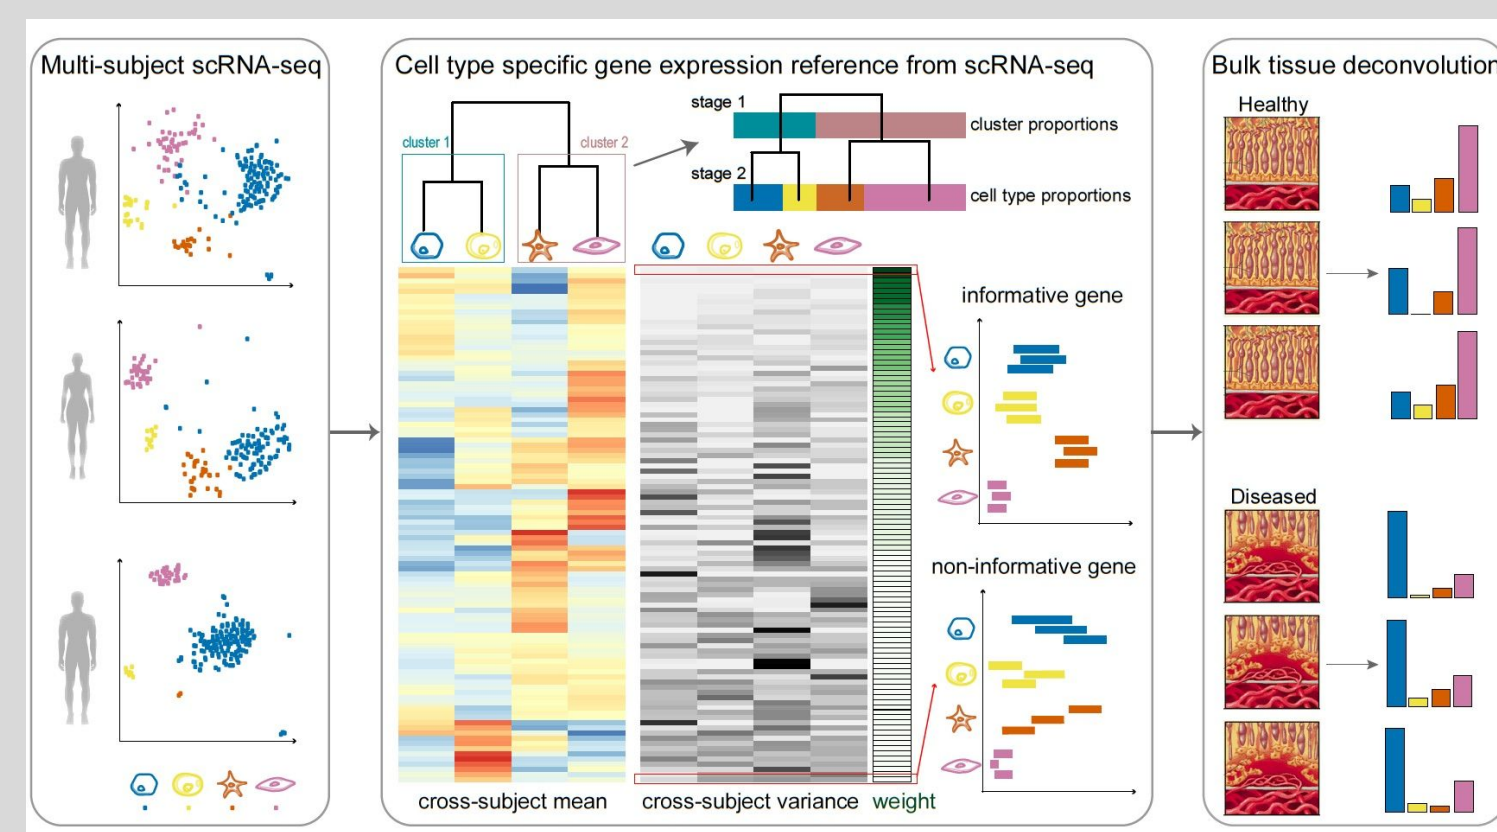 Multi-subject scRNA-seq
Cell type specific gene expression reference from scRNA-seq
cluster 1
cluster 2
stage 1
cluster proportions
stage 2
cell type proportions
informative gene
non-informative gene
cross-subject mean
cross-subject variance
weight
Bulk tissue deconvolution
Healthy
Diseased